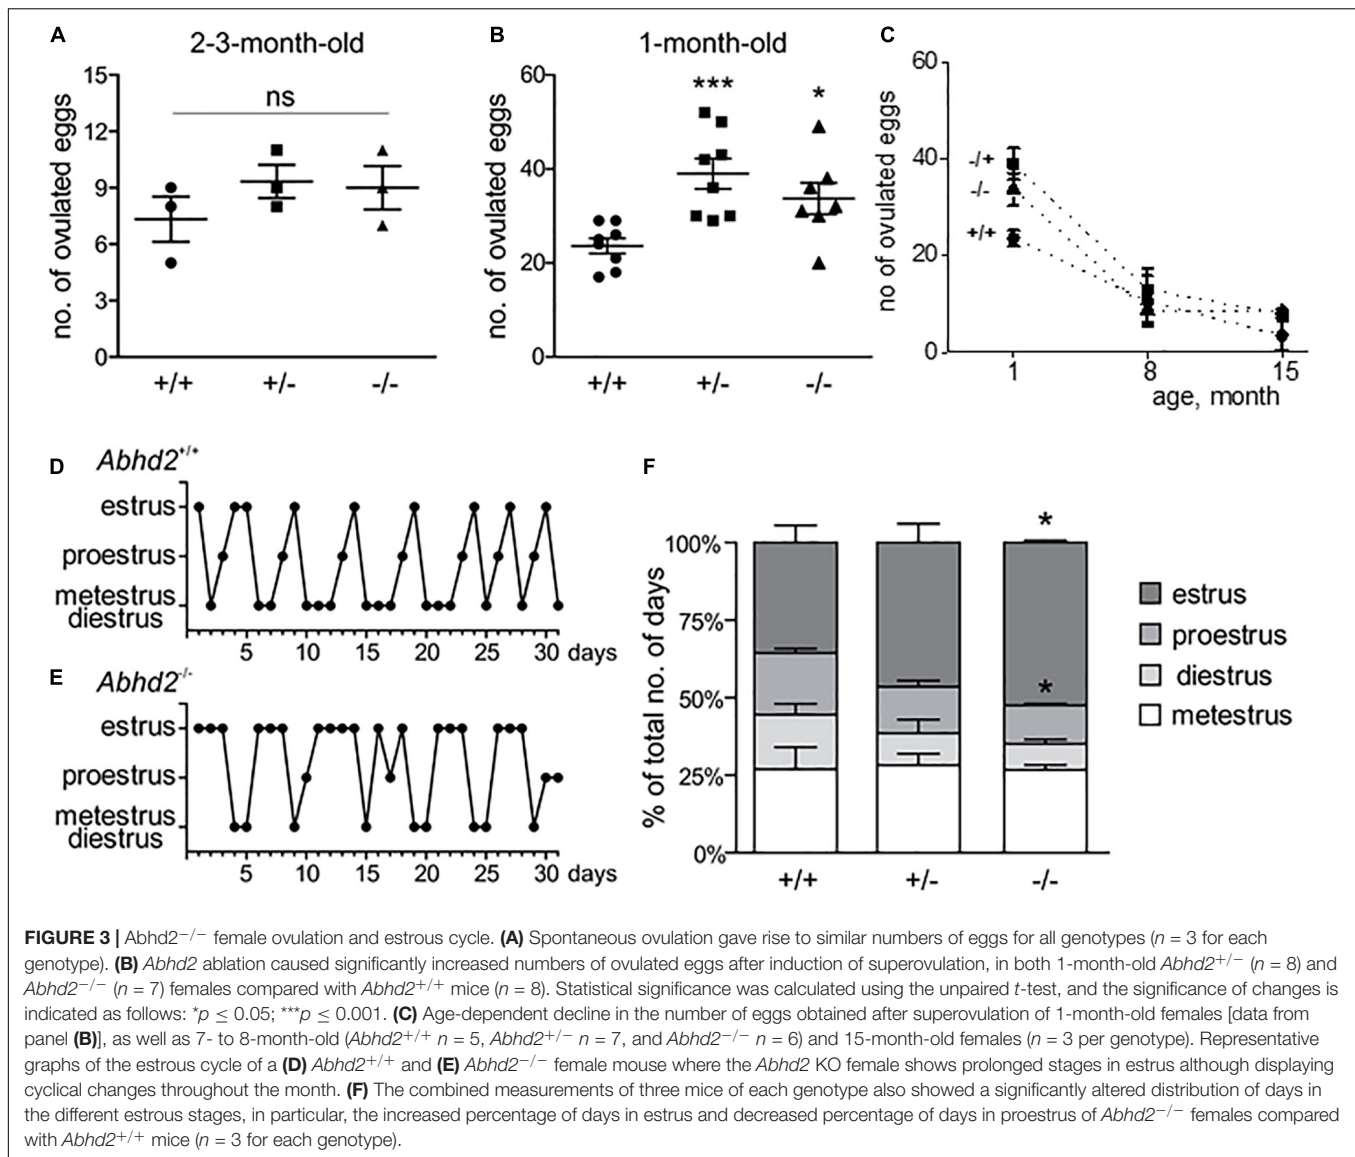 A
2-3-month-old
no. of ovulated eggs
15
12
9
6
3
0
ns
+/+
+/-
-/-
B
1-month-old
no. of ovulated eggs
60
40
20
0
***
*
+/+
+/-
-/-
C
no of ovulated eggs
60
40
20
0
-/+
-/-
+/+
1
8
15
age, month
D
Abhd2+/+
estrus
proestrus
metestrus
diestrus
5
10
15
20
25
30 days
E
Abhd2-/-
estrus
proestrus
metestrus
diestrus
5
10
15
20
25
30 days
F
% of total no. of days
100%
75%
50%
25%
0%
*
*
+/+
+/-
-/-
estrus
proestrus
diestrus
metestrus
FIGURE 3 | Abhd2−/− female ovulation and estrous cycle. (A) Spontaneous ovulation gave rise to similar numbers of eggs for all genotypes (n = 3 for each
genotype). (B) Abhd2 ablation caused significantly increased numbers of ovulated eggs after induction of superovulation, in both 1-month-old Abhd2+/− (n = 8) and
Abhd2−/− (n = 7) females compared with Abhd2+/+ mice (n = 8). Statistical significance was calculated using the unpaired t-test, and the significance of changes is
indicated as follows: *p ≤ 0.05; ***p ≤ 0.001. (C) Age-dependent decline in the number of eggs obtained after superovulation of 1-month-old females [data from
panel (B)], as well as 7- to 8-month-old (Abhd2+/+ n = 5, Abhd2+/− n = 7, and Abhd2−/− n = 6) and 15-month-old females (n = 3 per genotype). Representative
graphs of the estrous cycle of a (D) Abhd2+/+ and (E) Abhd2−/− female mouse where the Abhd2 KO female shows prolonged stages in estrus although displaying
cyclical changes throughout the month. (F) The combined measurements of three mice of each genotype also showed a significantly altered distribution of days in
the different estrous stages, in particular, the increased percentage of days in estrus and decreased percentage of days in proestrus of Abhd2−/− females compared
with Abhd2+/+ mice (n = 3 for each genotype).